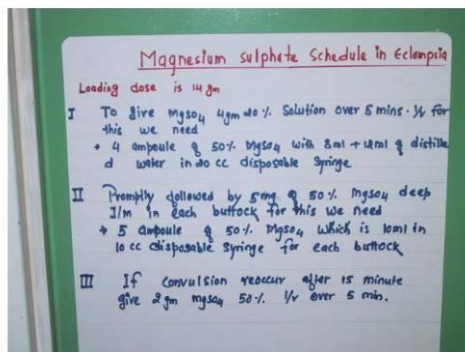 Magnesium sulphate Schedule in Eclampsia
Loading dose is 14 gm
I To give Mgso4 4gm 20% Solution over 5 mins. I/v for
this we need
+ 4 ampoule of 50% Mgso4 with 8ml + 12ml of distille
d water in 20 cc disposable syringe
II Promptly followed by 5mg of 50% Mgso4 deep
I/m in each buttock for this we need
→ 5 ampoule of 50% Mgso4 which is 10ml in
10 cc disposable syringe for each buttock
III If convulsion reoccur after 15 minute
give 2gm mgso4 50% I/v over 5 min.